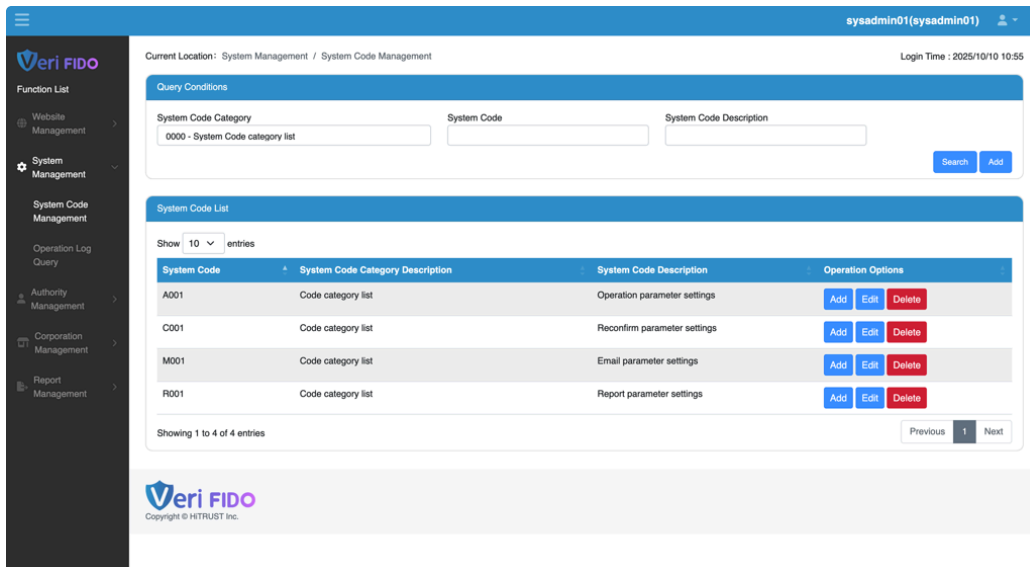 sysadmin01(sysadmin01)
Veri FIDO
Function List
Website
Management
System
Management
System Code
Management
Operation Log
Query
Authority
Management
Corporation
Management
Report
Management
Current Location: System Management / System Code Management
Login Time : 2025/10/10 10:55
Query Conditions
System Code Category System Code System Code Description
0000 - System Code category list
Search Add
System Code List
Show 10 entries
System Code System Code Category Description System Code Description Operation Options
A001 Code category list Operation parameter settings Add Edit Delete
C001 Code category list Reconfirm parameter settings Add Edit Delete
M001 Code category list Email parameter settings Add Edit Delete
R001 Code category list Report parameter settings Add Edit Delete
Showing 1 to 4 of 4 entries Previous 1 Next
Veri FIDO
Copyright © HiTRUST Inc.